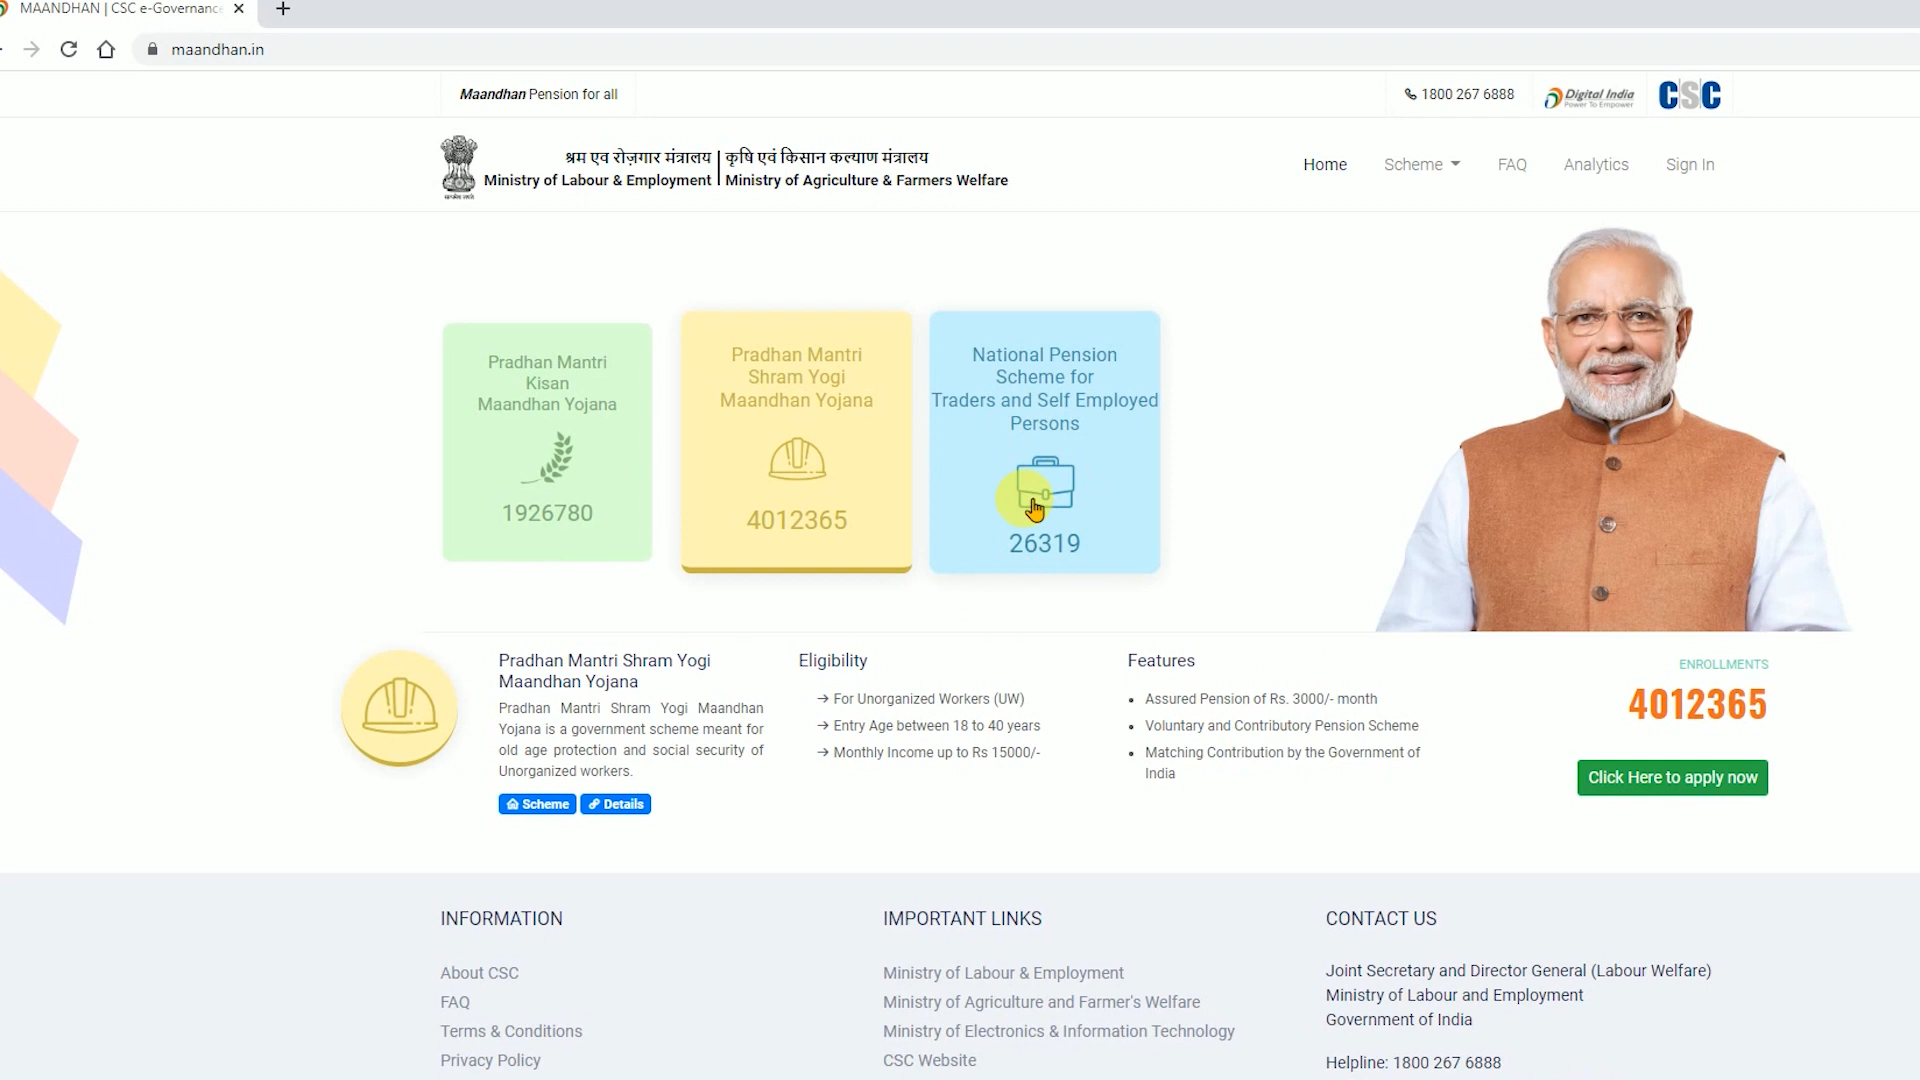 MAANDHAN | CSC e-Governance
maandhan.in
Maandhan Pension for all
1800 267 6888
Digital India
Power To Empower
CSC
श्रम एव रोज़गार मंत्रालय | कृषि एवं किसान कल्याण मंत्रालय
Ministry of Labour & Employment | Ministry of Agriculture & Farmers Welfare
Home
Scheme
FAQ
Analytics
Sign In
Pradhan Mantri
Kisan
Maandhan Yojana
1926780
Pradhan Mantri
Shram Yogi
Maandhan Yojana
4012365
National Pension
Scheme for
Traders and Self Employed
Persons
26319
Pradhan Mantri Shram Yogi
Maandhan Yojana
Pradhan Mantri Shram Yogi Maandhan
Yojana is a government scheme meant for
old age protection and social security of
Unorganized workers.
Scheme
Details
Eligibility
For Unorganized Workers (UW)
Entry Age between 18 to 40 years
Monthly Income up to Rs 15000/-
Features
Assured Pension of Rs. 3000/- month
Voluntary and Contributory Pension Scheme
Matching Contribution by the Government of
India
ENROLLMENTS
4012365
Click Here to apply now
INFORMATION
About CSC
FAQ
Terms & Conditions
Privacy Policy
IMPORTANT LINKS
Ministry of Labour & Employment
Ministry of Agriculture and Farmer's Welfare
Ministry of Electronics & Information Technology
CSC Website
CONTACT US
Joint Secretary and Director General (Labour Welfare)
Ministry of Labour and Employment
Government of India
Helpline: 1800 267 6888